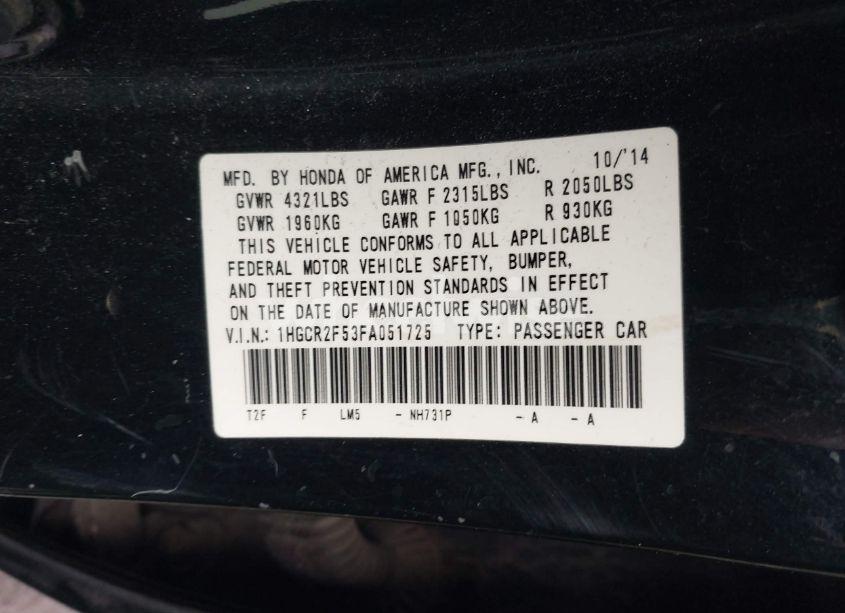 MFD. BY HONDA OF AMERICA MFG., INC. 10/'14
GVWR 4321LBS GAWR F 2315LBS R 2050LBS
GVWR 1960KG GAWR F 1050KG R 930KG
THIS VEHICLE CONFORMS TO ALL APPLICABLE
FEDERAL MOTOR VEHICLE SAFETY, BUMPER,
AND THEFT PREVENTION STANDARDS IN EFFECT
ON THE DATE OF MANUFACTURE SHOWN ABOVE.
V.I.N.: 1HGCR2F53FA051725 TYPE: PASSENGER CAR
T2F F LM5 - NH731P - A - A